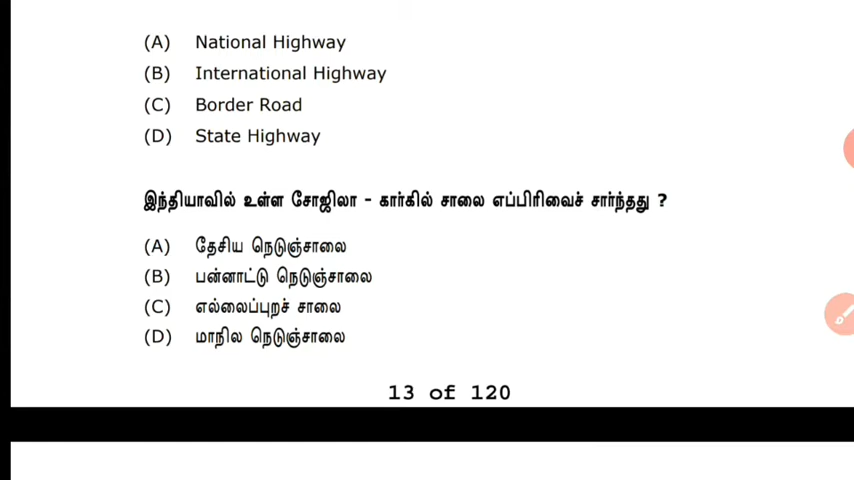 (A) National Highway
(B) International Highway
(C) Border Road
(D) State Highway
இந்தியாவில் உள்ள சோஜிலா - கார்கில் சாலை எப்பிரிவைச் சார்ந்தது ?
(A) தேசிய நெடுஞ்சாலை
(B) பன்னாட்டு நெடுஞ்சாலை
(C) எல்லைப்புறச் சாலை
(D) மாநில நெடுஞ்சாலை
13 of 120